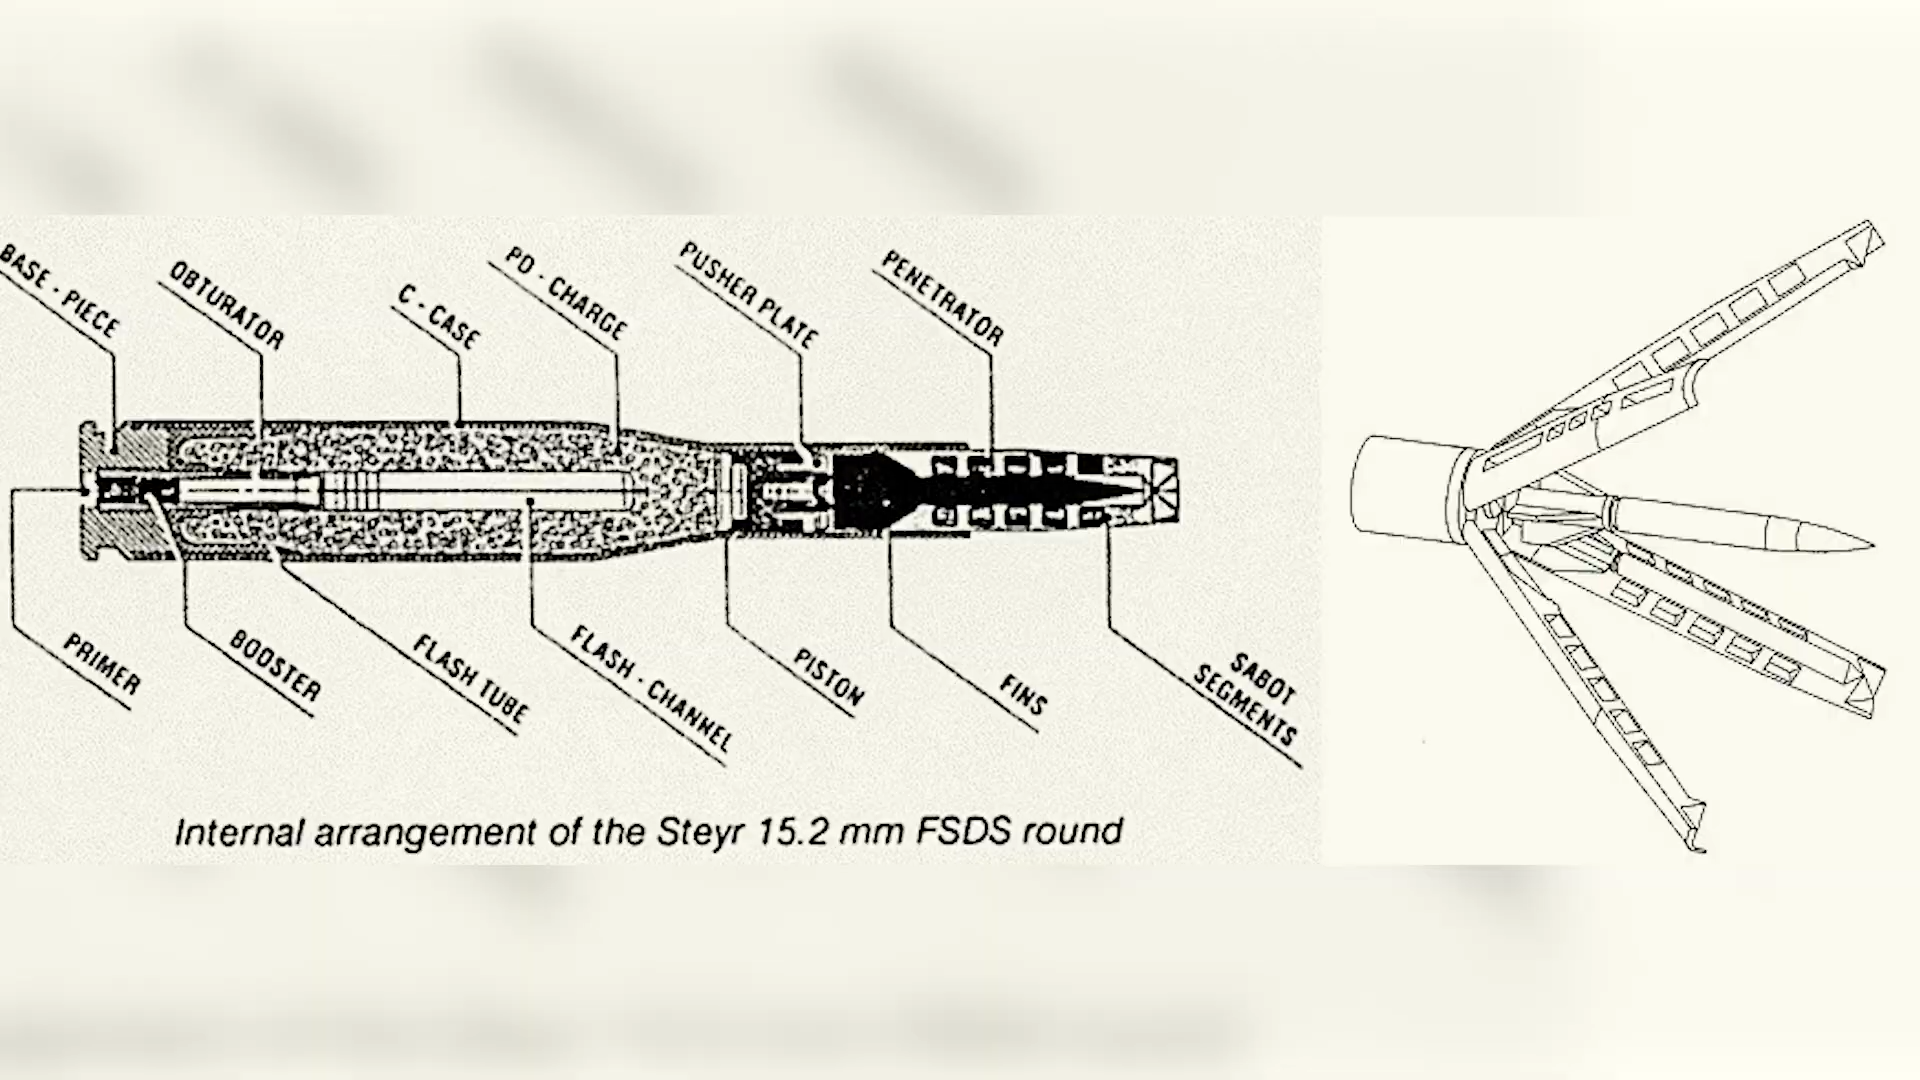 BASE - PIECE
OBTURATOR
C - CASE
PD - CHARGE
PUSHER PLATE
PENETRATOR
PRIMER
BOOSTER
FLASH TUBE
FLASH - CHANNEL
PISTON
FINS
SABOT
SEGMENTS
Internal arrangement of the Steyr 15.2 mm FSDS round